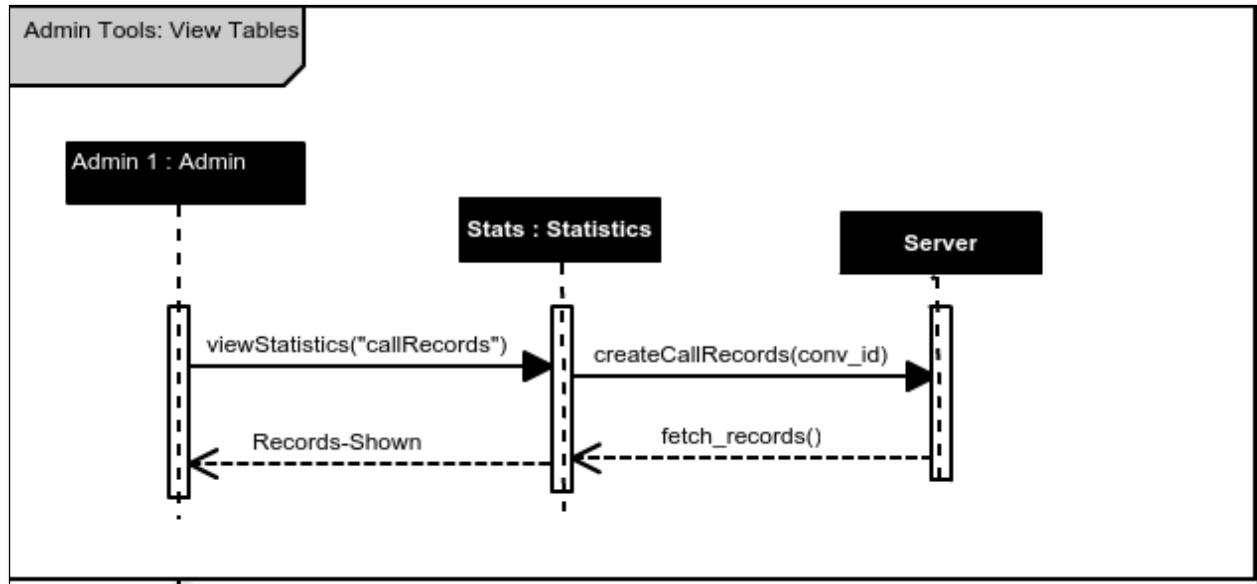 Admin Tools: View Tables
Admin 1 : Admin
Stats : Statistics
Server
viewStatistics("callRecords")
createCallRecords(conv_id)
Records-Shown
fetch_records()